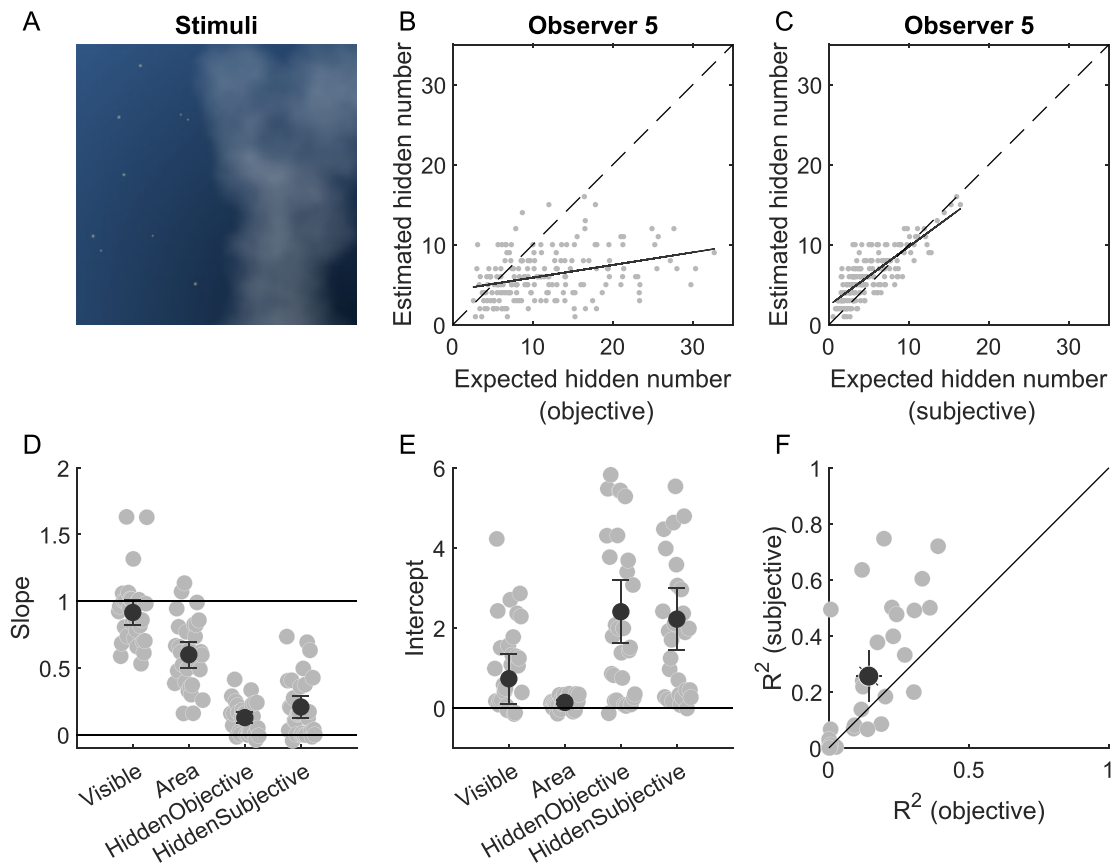 A
Stimuli
B
Observer 5
Estimated hidden number
30
20
10
0
0 10 20 30
Expected hidden number
(objective)
C
Observer 5
Estimated hidden number
30
20
10
0
0 10 20 30
Expected hidden number
(subjective)
D
Slope
2
1.5
1
0.5
0
Visible
Area
HiddenObjective
HiddenSubjective
E
Intercept
6
4
2
0
Visible
Area
HiddenObjective
HiddenSubjective
F
R² (subjective)
1
0.8
0.6
0.4
0.2
0
0 0.5 1
R² (objective)